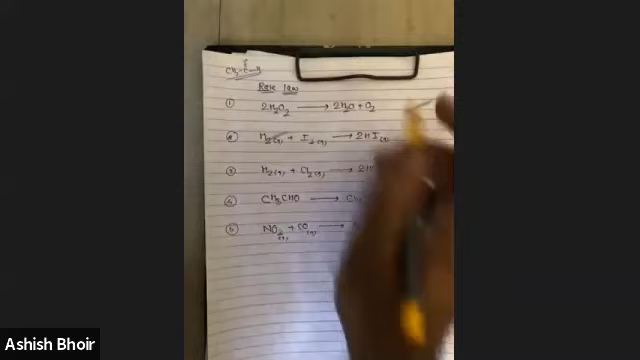 O
CH3-C-H
Rate law
① 2H2O2 ⟶ 2H2O + O2
② H2(g) + I2(g) ⟶ 2HI(g)
③ H2(g) + Cl2(g) ⟶
④ CH3CHO ⟶
⑤ NO2(g) + CO(g) ⟶
Ashish Bhoir